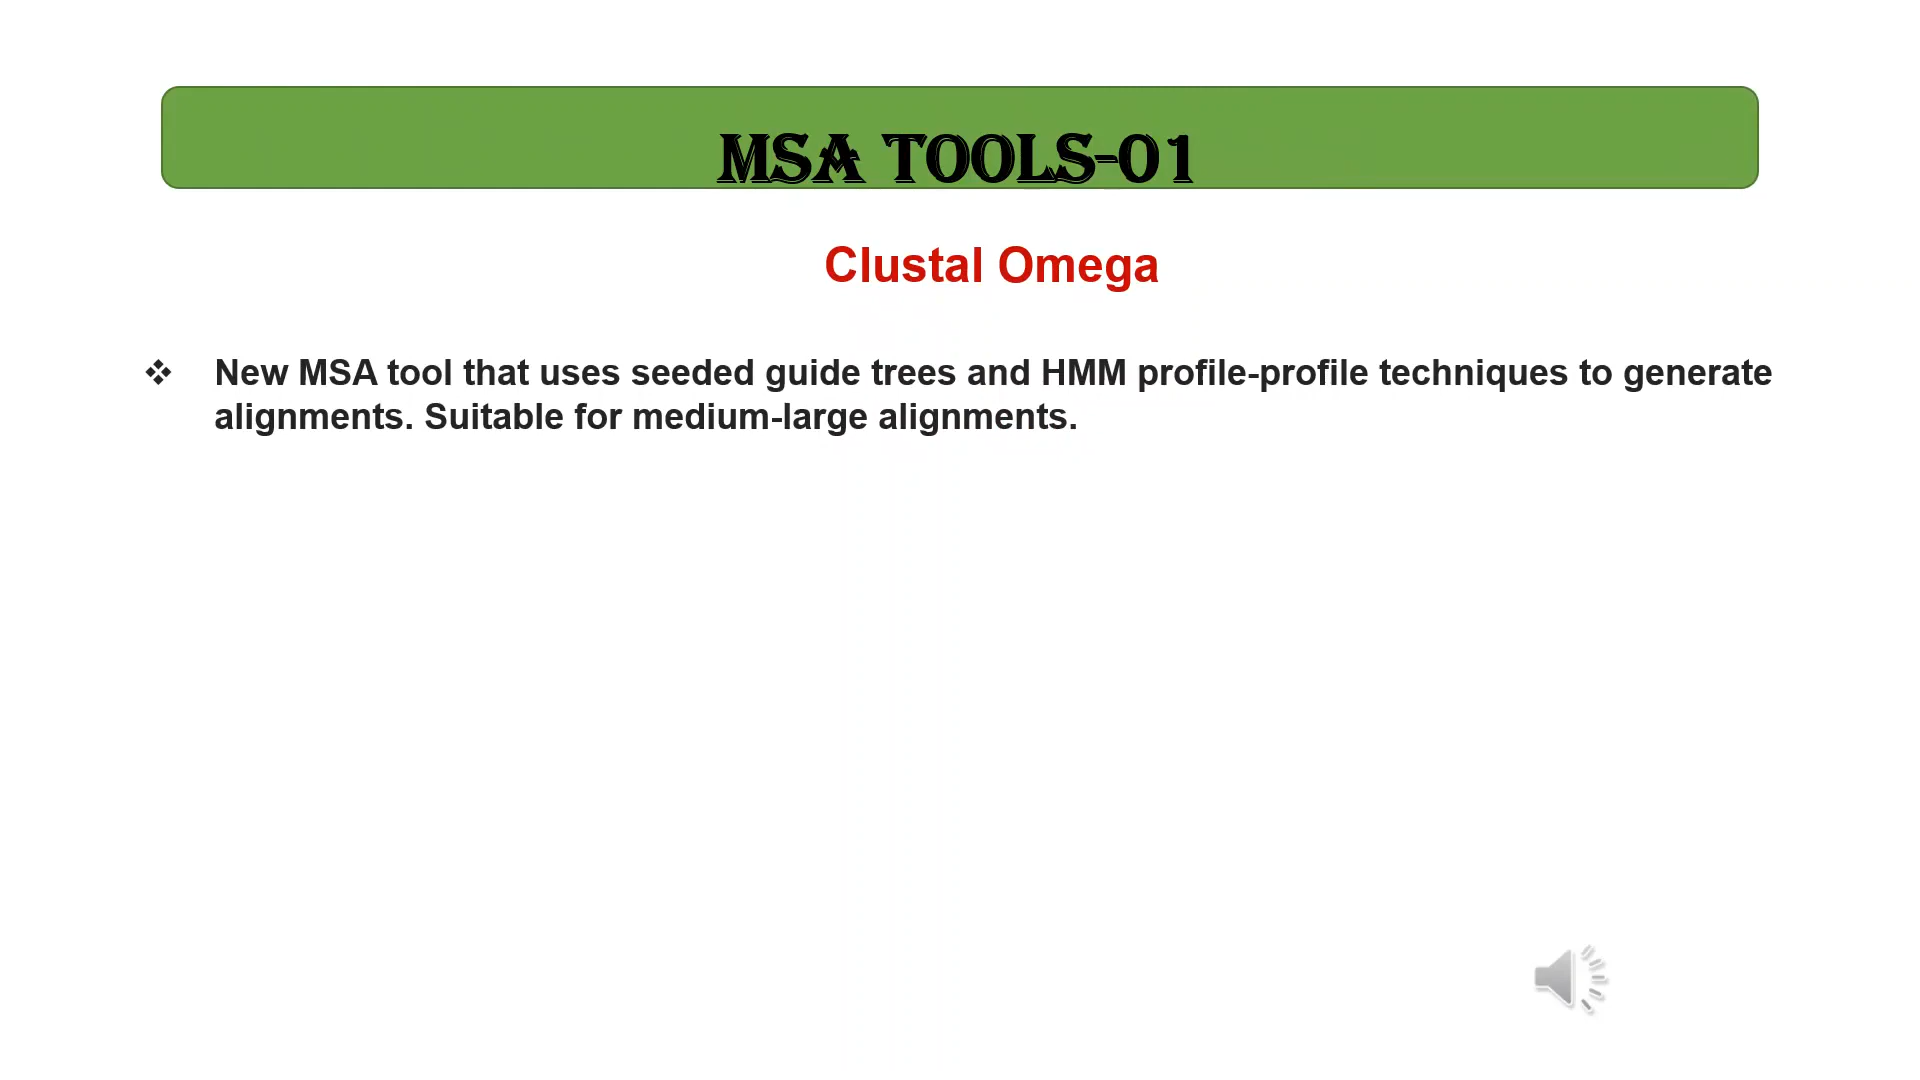 MSA TOOLS-01
Clustal Omega
❖ New MSA tool that uses seeded guide trees and HMM profile-profile techniques to generate
alignments. Suitable for medium-large alignments.